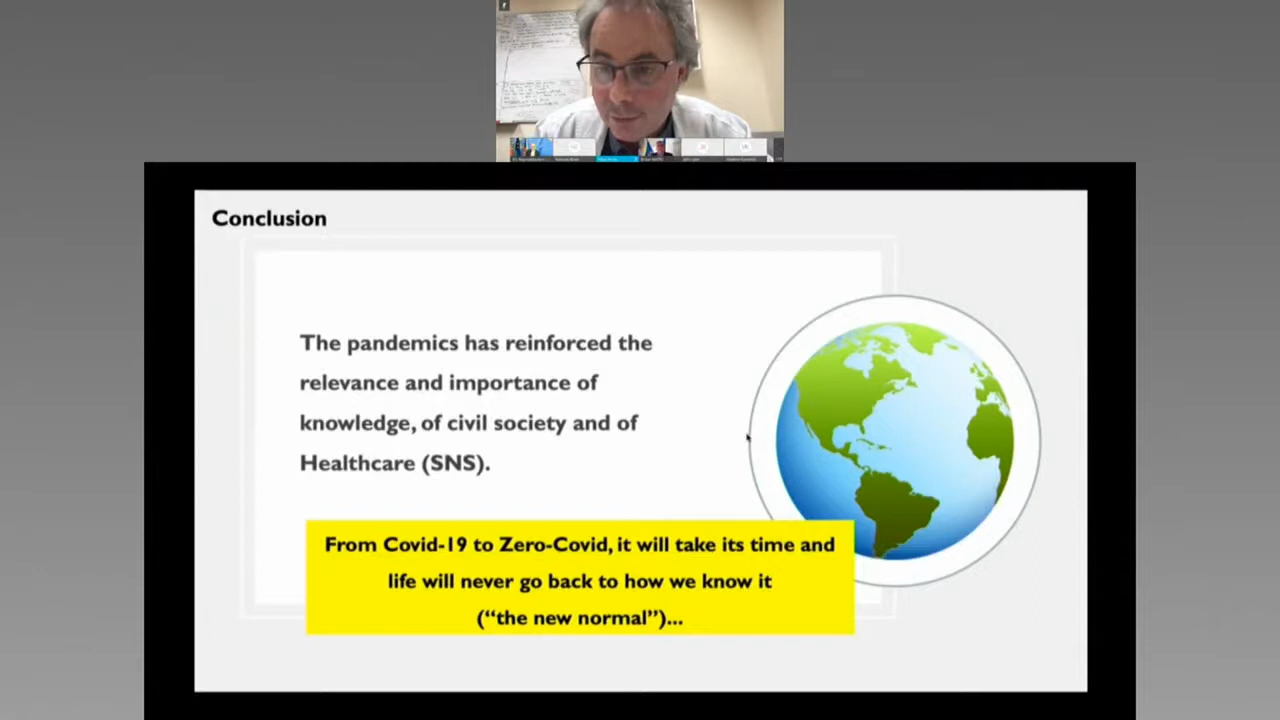 Conclusion
The pandemics has reinforced the
relevance and importance of
knowledge, of civil society and of
Healthcare (SNS).
From Covid-19 to Zero-Covid, it will take its time and
life will never go back to how we know it
(“the new normal”)...